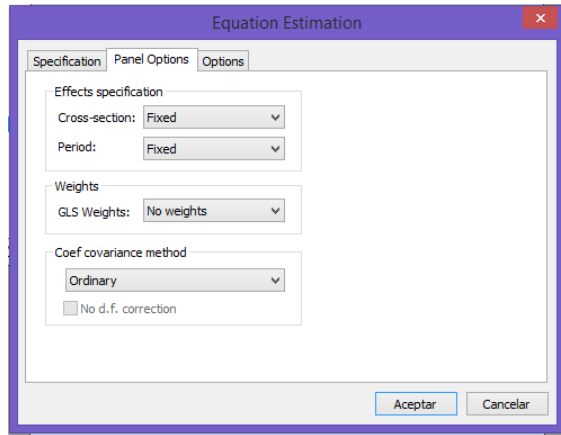 Equation Estimation
Specification Panel Options Options
Effects specification
Cross-section: Fixed
Period: Fixed
Weights
GLS Weights: No weights
Coef covariance method
Ordinary
No d.f. correction
Aceptar Cancelar